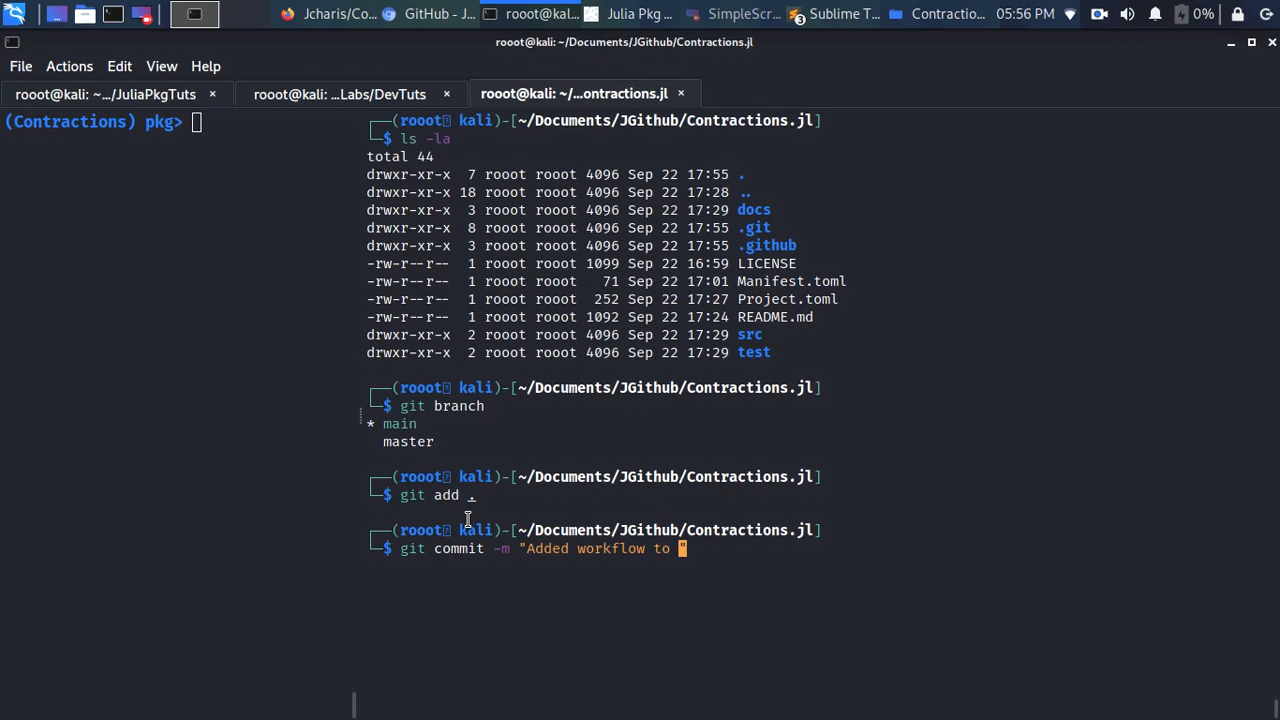 Jcharis/Co... GitHub - J... rooot@kal... Julia Pkg ... SimpleScr... 3 Sublime T... Contractio... 05:56 PM 0%
rooot@kali: ~/Documents/JGithub/Contractions.jl
File Actions Edit View Help
rooot@kali: ~.../JuliaPkgTuts × rooot@kali: ...Labs/DevTuts × rooot@kali: ~/...ontractions.jl ×
(Contractions) pkg>
┌──(rooot kali)-[~/Documents/JGithub/Contractions.jl]
└─$ ls -la
total 44
drwxr-xr-x 7 rooot rooot 4096 Sep 22 17:55 .
drwxr-xr-x 18 rooot rooot 4096 Sep 22 17:28 ..
drwxr-xr-x 3 rooot rooot 4096 Sep 22 17:29 docs
drwxr-xr-x 8 rooot rooot 4096 Sep 22 17:55 .git
drwxr-xr-x 3 rooot rooot 4096 Sep 22 17:55 .github
-rw-r--r-- 1 rooot rooot 1099 Sep 22 16:59 LICENSE
-rw-r--r-- 1 rooot rooot 71 Sep 22 17:01 Manifest.toml
-rw-r--r-- 1 rooot rooot 252 Sep 22 17:27 Project.toml
-rw-r--r-- 1 rooot rooot 1092 Sep 22 17:24 README.md
drwxr-xr-x 2 rooot rooot 4096 Sep 22 17:29 src
drwxr-xr-x 2 rooot rooot 4096 Sep 22 17:29 test
┌──(rooot kali)-[~/Documents/JGithub/Contractions.jl]
└─$ git branch
* main
master
┌──(rooot kali)-[~/Documents/JGithub/Contractions.jl]
└─$ git add .
┌──(rooot kali)-[~/Documents/JGithub/Contractions.jl]
└─$ git commit -m "Added workflow to "